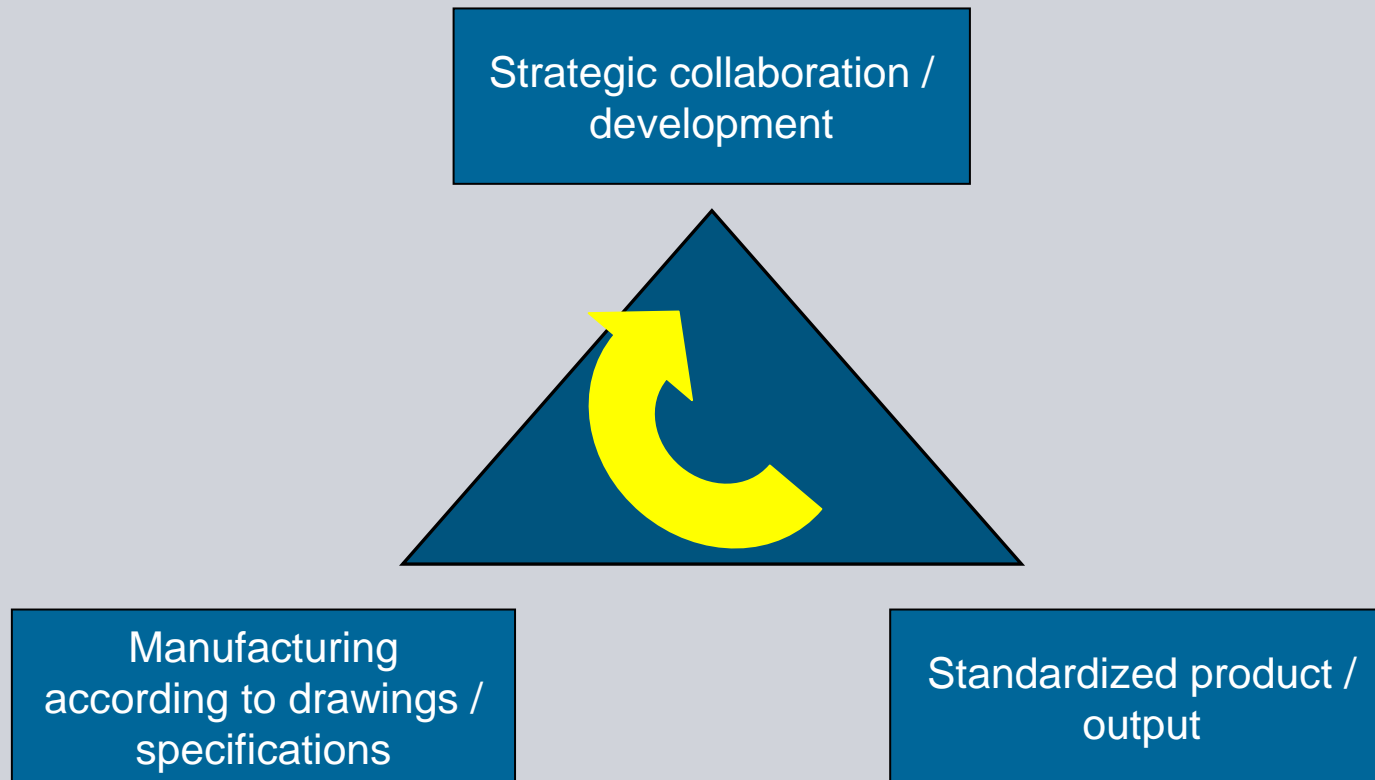 Strategic collaboration /
development
Manufacturing
according to drawings /
specifications
Standardized product /
output